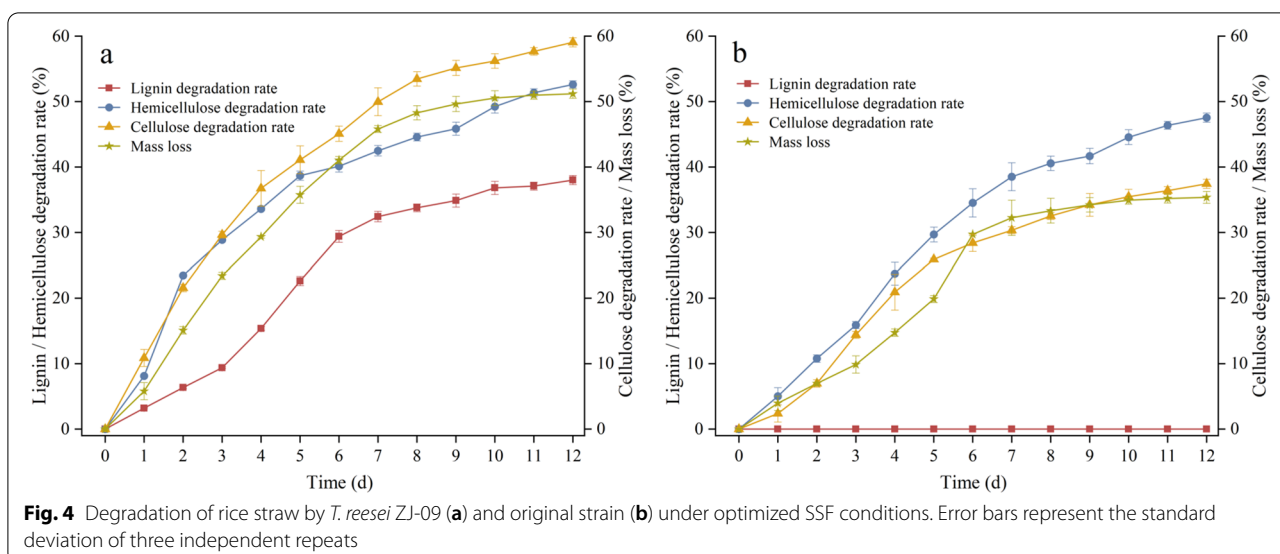 a
Lignin degradation rate
Hemicellulose degradation rate
Cellulose degradation rate
Mass loss
Lignin / Hemicellulose degradation rate (%)
60
50
40
30
20
10
0
Cellulose degradation rate / Mass loss (%)
60
50
40
30
20
10
0
0 1 2 3 4 5 6 7 8 9 10 11 12
Time (d)
b
Lignin degradation rate
Hemicellulose degradation rate
Cellulose degradation rate
Mass loss
Lignin / Hemicellulose degradation rate (%)
60
50
40
30
20
10
0
Cellulose degradation rate / Mass loss (%)
60
50
40
30
20
10
0
0 1 2 3 4 5 6 7 8 9 10 11 12
Time (d)
Fig. 4 Degradation of rice straw by T. reesei ZJ-09 (a) and original strain (b) under optimized SSF conditions. Error bars represent the standard
deviation of three independent repeats